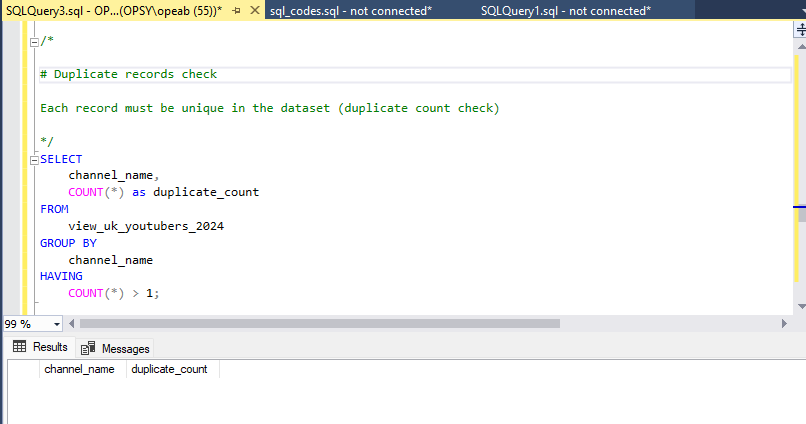 SQLQuery3.sql - OP...(OPSY\opeab (55))* sql_codes.sql - not connected* SQLQuery1.sql - not connected*
/*
# Duplicate records check
Each record must be unique in the dataset (duplicate count check)
*/
SELECT
channel_name,
COUNT(*) as duplicate_count
FROM
view_uk_youtubers_2024
GROUP BY
channel_name
HAVING
COUNT(*) > 1;
99 %
Results Messages
channel_name duplicate_count